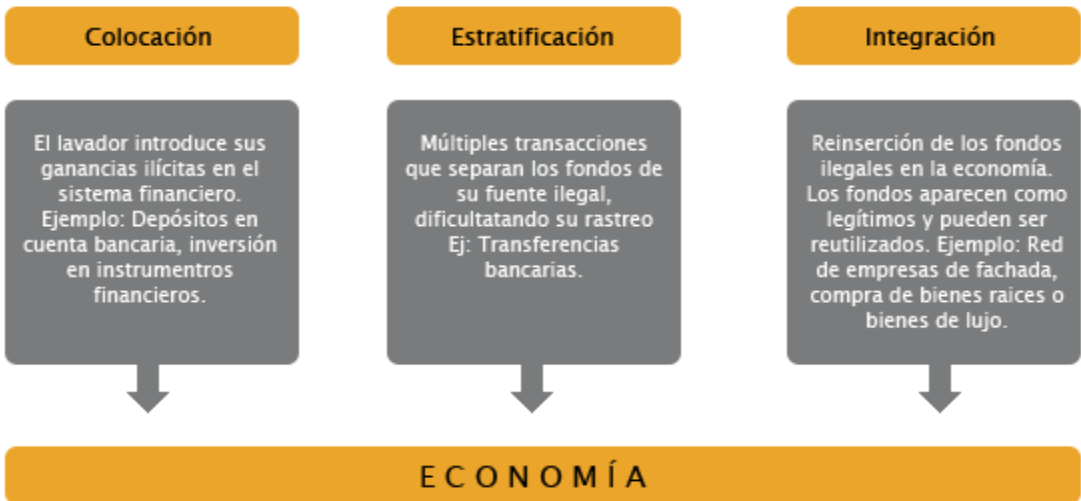 Colocación
Estratificación
Integración
El lavador introduce sus
ganancias ilícitas en el
sistema financiero.
Ejemplo: Depósitos en
cuenta bancaria, inversión
en instrumentros
financieros.
Múltiples transacciones
que separan los fondos de
su fuente ilegal,
dificultatando su rastreo
Ej: Transferencias
bancarias.
Reinserción de los fondos
ilegales en la economía.
Los fondos aparecen como
legítimos y pueden ser
reutilizados. Ejemplo: Red
de empresas de fachada,
compra de bienes raices o
bienes de lujo.
ECONOMÍA